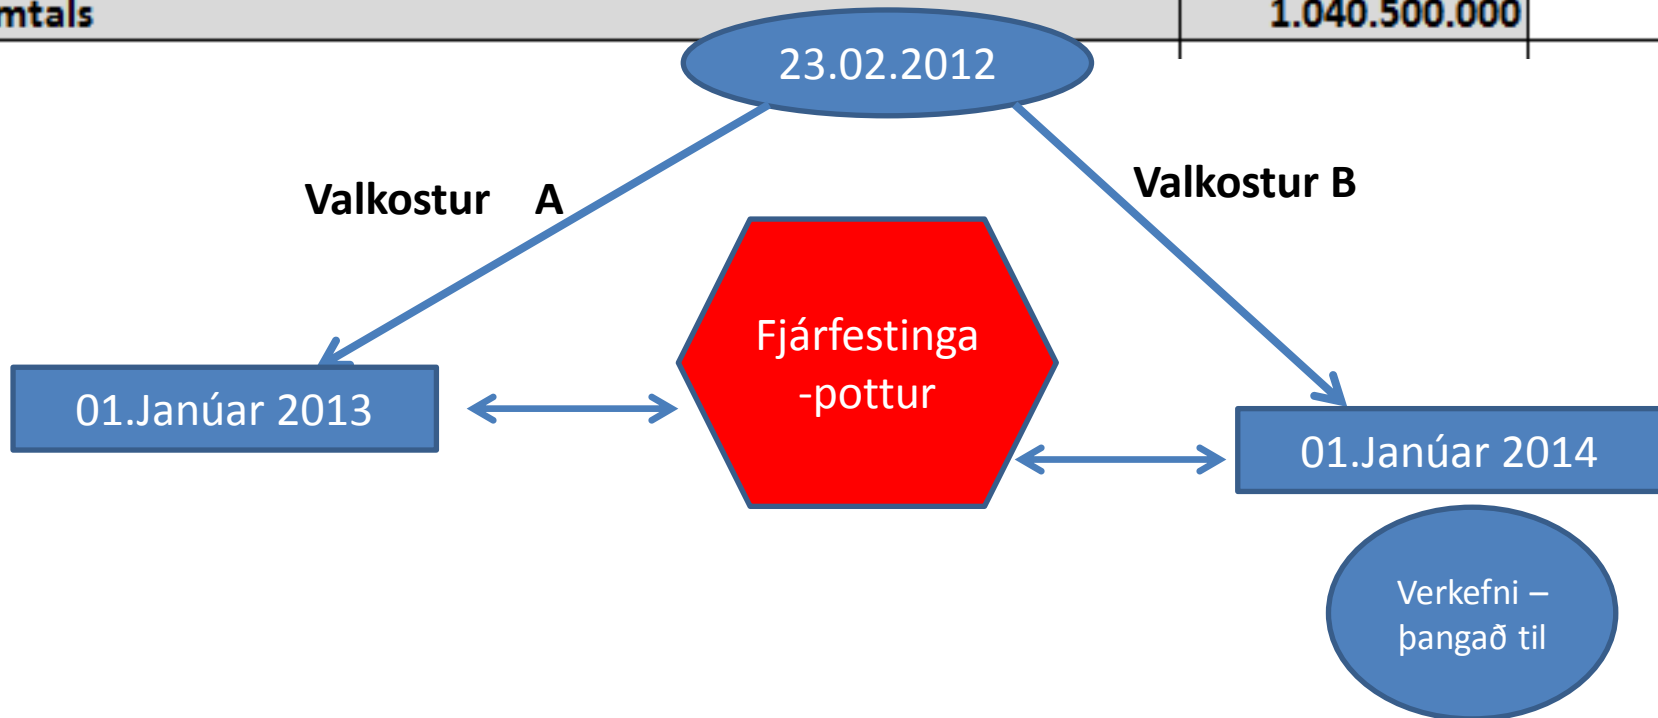 mtals 1.040.500.000
23.02.2012
Valkostur A
Valkostur B
Fjárfestinga
-pottur
01.Janúar 2013
01.Janúar 2014
Verkefni –
þangað til